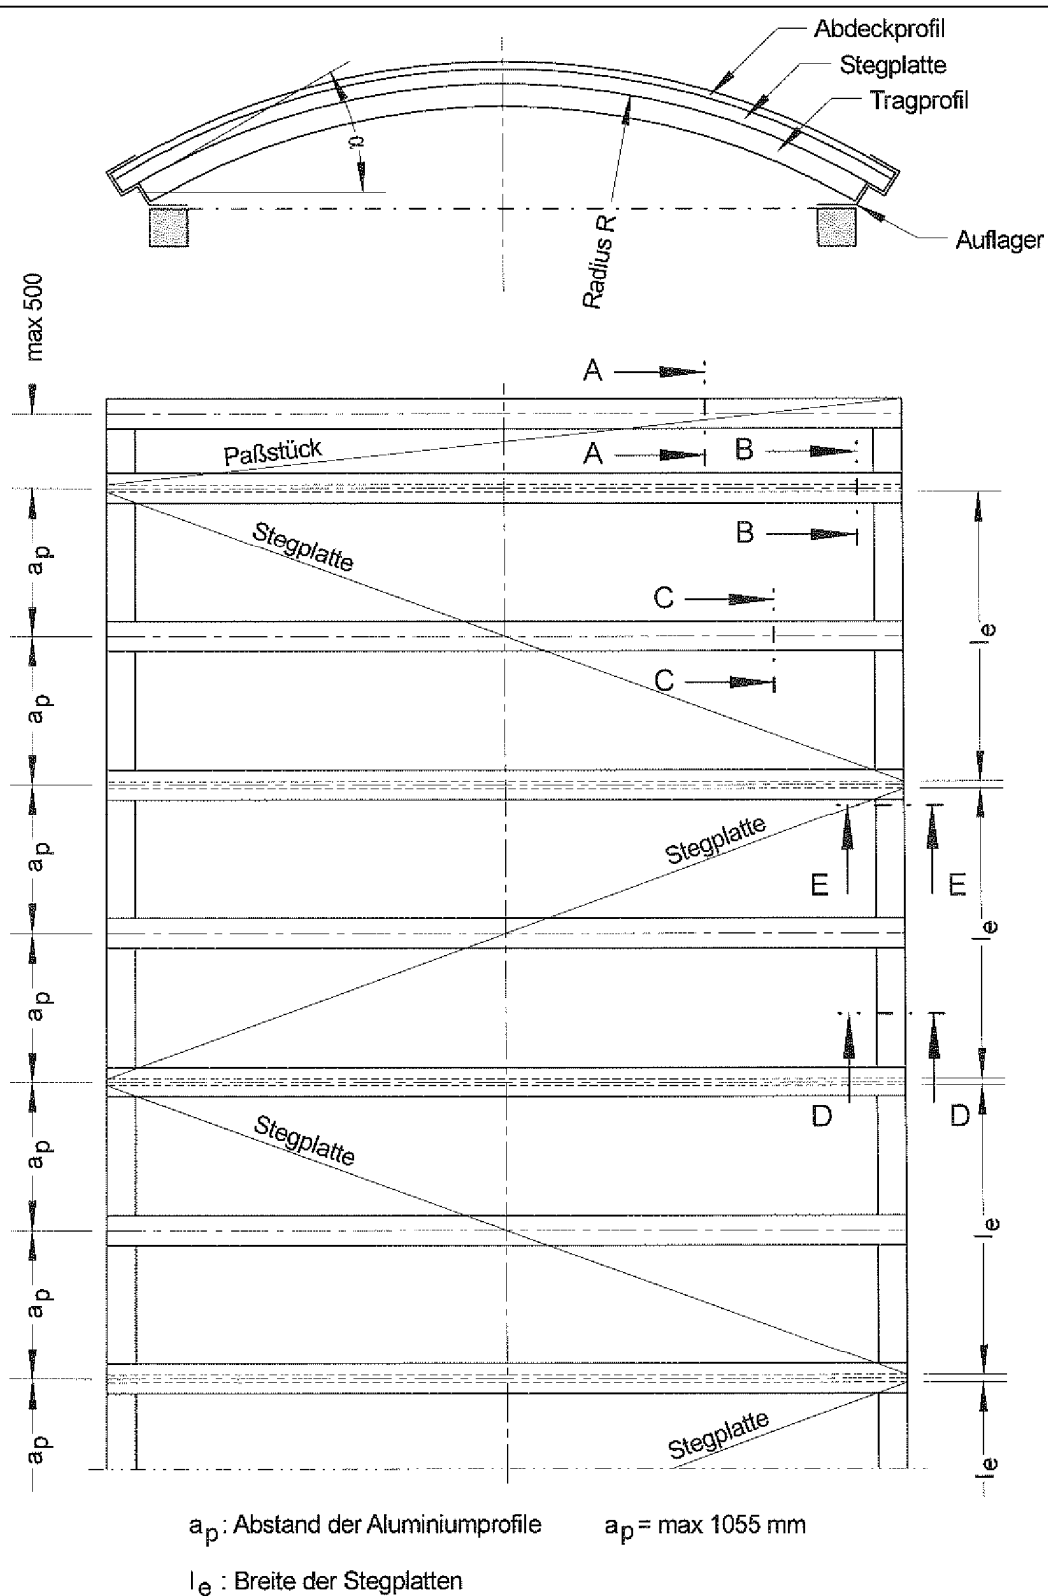 Abdeckprofil
Stegplatte
Tragprofil
φ
Radius R
Auflager
max 500
A
Paßstück
A
B
Stegplatte
B
a_p
C
l_e
C
a_p
Stegplatte
a_p
E
E
l_e
a_p
D
D
Stegplatte
a_p
l_e
a_p
Stegplatte
a_p
l_e
a_p : Abstand der Aluminiumprofile a_p = max 1055 mm
l_e : Breite der Stegplatten